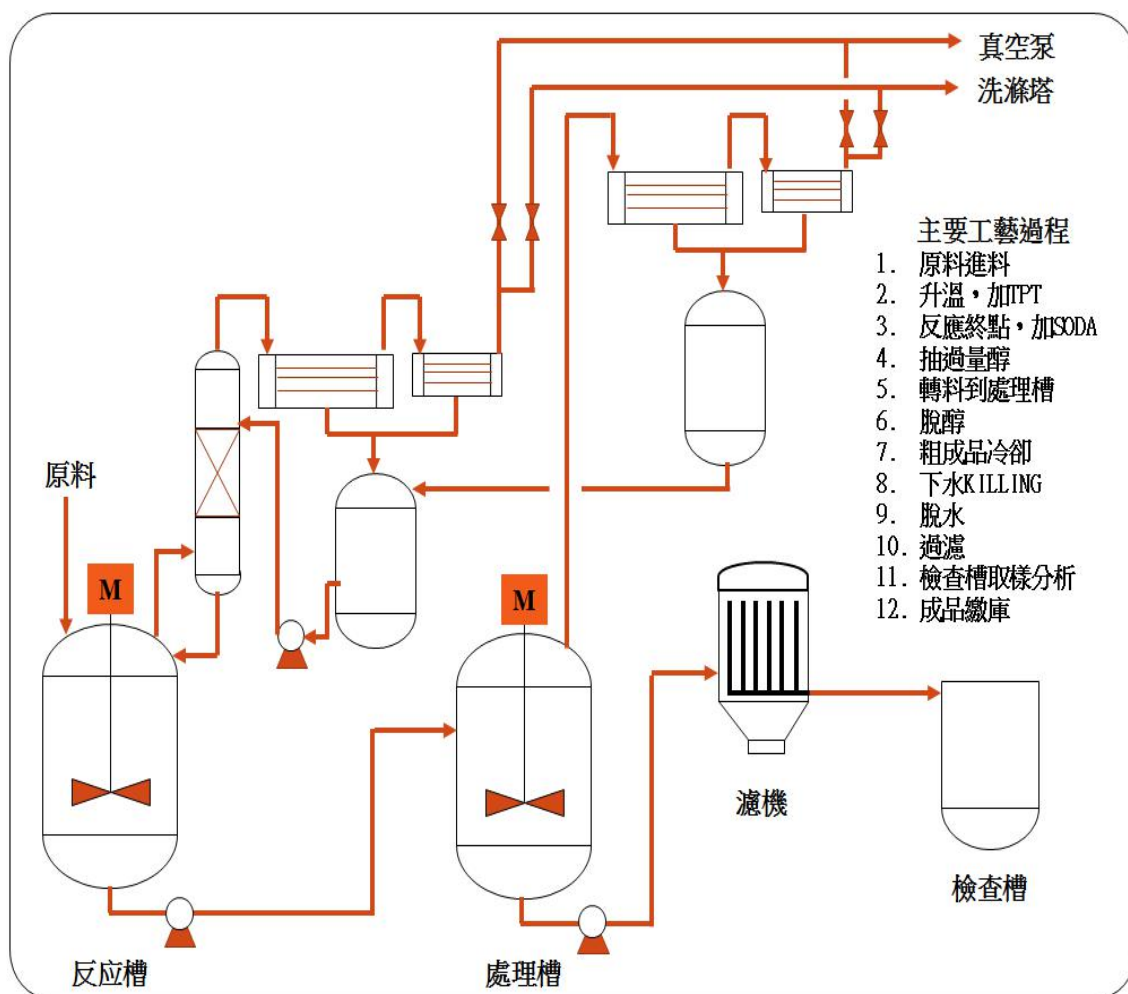 真空泵
洗滌塔
主要工藝過程
1. 原料進料
2. 升溫，加TPT
3. 反應終點，加SODA
4. 抽過量醇
5. 轉料到處理槽
6. 脫醇
7. 粗成品冷卻
8. 下水KILLING
9. 脫水
10. 過濾
11. 檢查槽取樣分析
12. 成品繳庫
原料
M
M
濾機
檢查槽
反应槽
處理槽